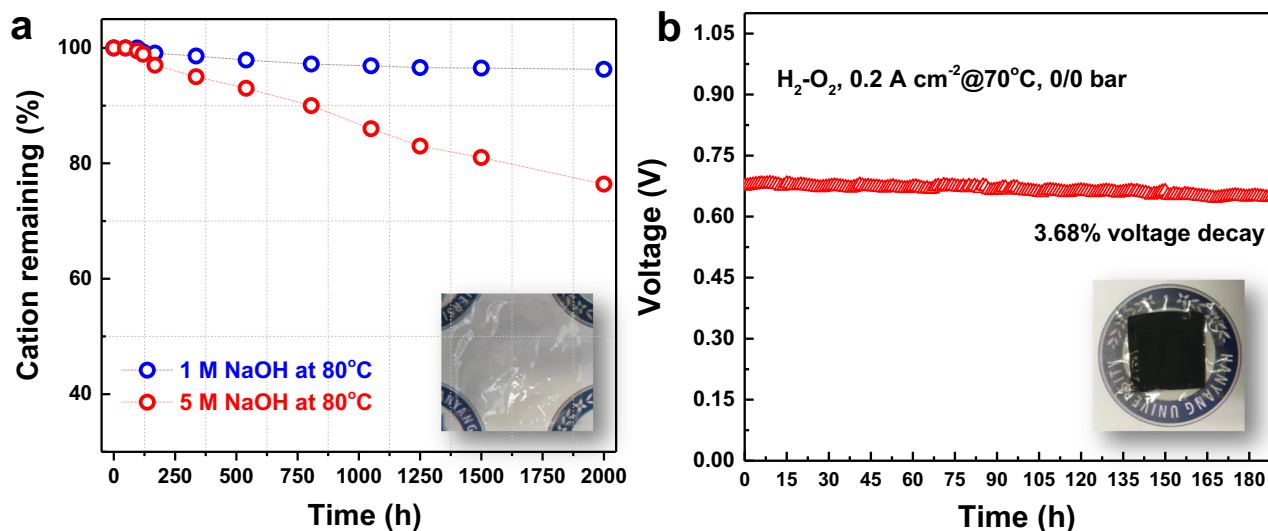 a
Cation remaining (%)
100
80
60
40
1 M NaOH at 80°C
5 M NaOH at 80°C
0 250 500 750 1000 1250 1500 1750 2000
Time (h)
b
Voltage (V)
1.05
0.90
0.75
0.60
0.45
0.30
0.15
0.00
H₂-O₂, 0.2 A cm⁻²@70°C, 0/0 bar
3.68% voltage decay
HANYANG UNIVERSITY
0 15 30 45 60 75 90 105 120 135 150 165 180
Time (h)